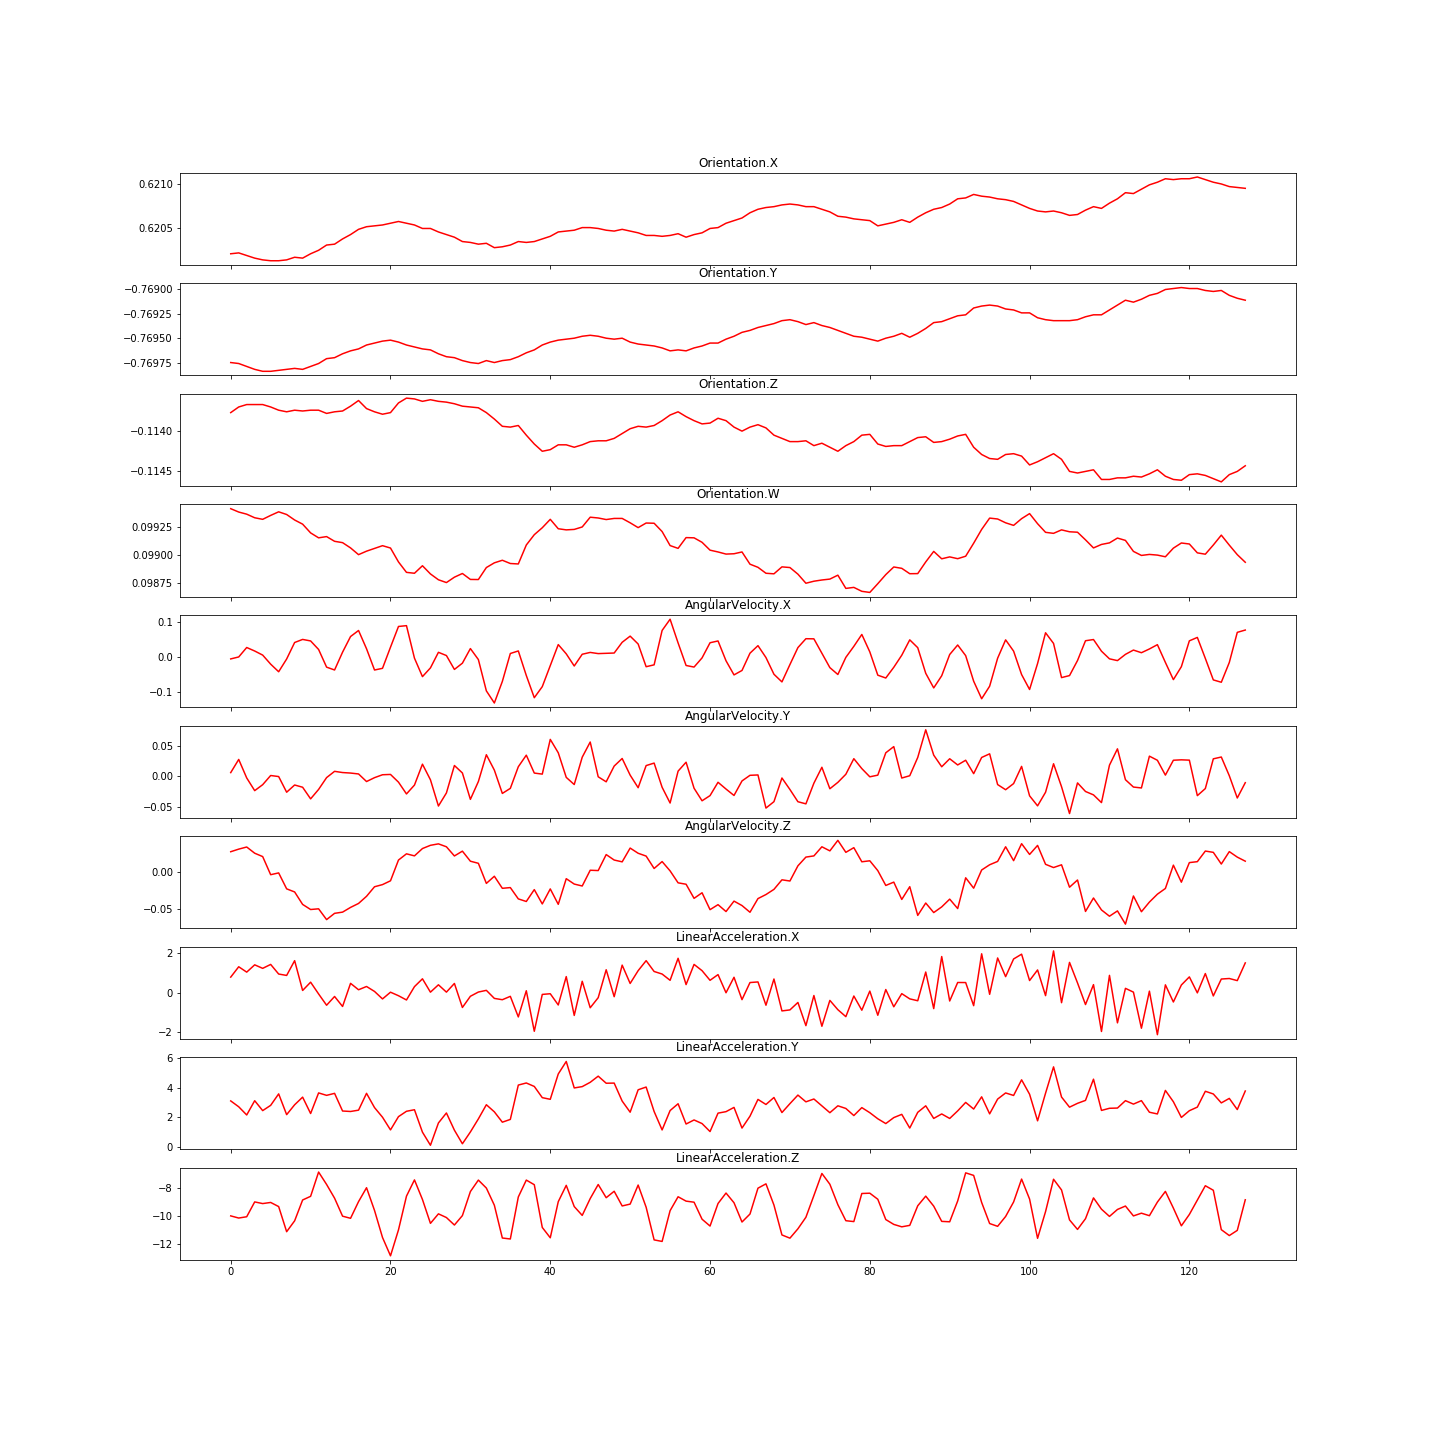 Orientation.X
0.6210
0.6205
Orientation.Y
−0.76900
−0.76925
−0.76950
−0.76975
Orientation.Z
−0.1140
−0.1145
Orientation.W
0.09925
0.09900
0.09875
AngularVelocity.X
0.1
0.0
−0.1
AngularVelocity.Y
0.05
0.00
−0.05
AngularVelocity.Z
0.00
−0.05
LinearAcceleration.X
2
0
−2
LinearAcceleration.Y
6
4
2
0
LinearAcceleration.Z
−8
−10
−12
0 20 40 60 80 100 120